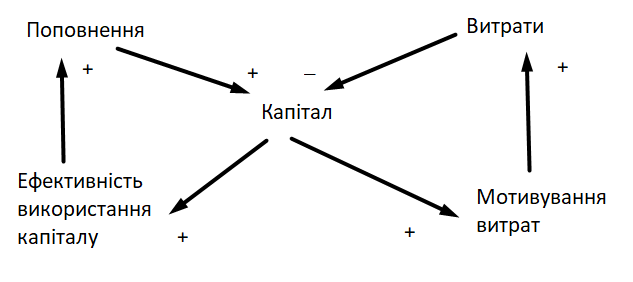 Поповнення
Витрати
+
+
–
+
Капітал
Ефективність
використання
капіталу
Мотивування
витрат
+
+